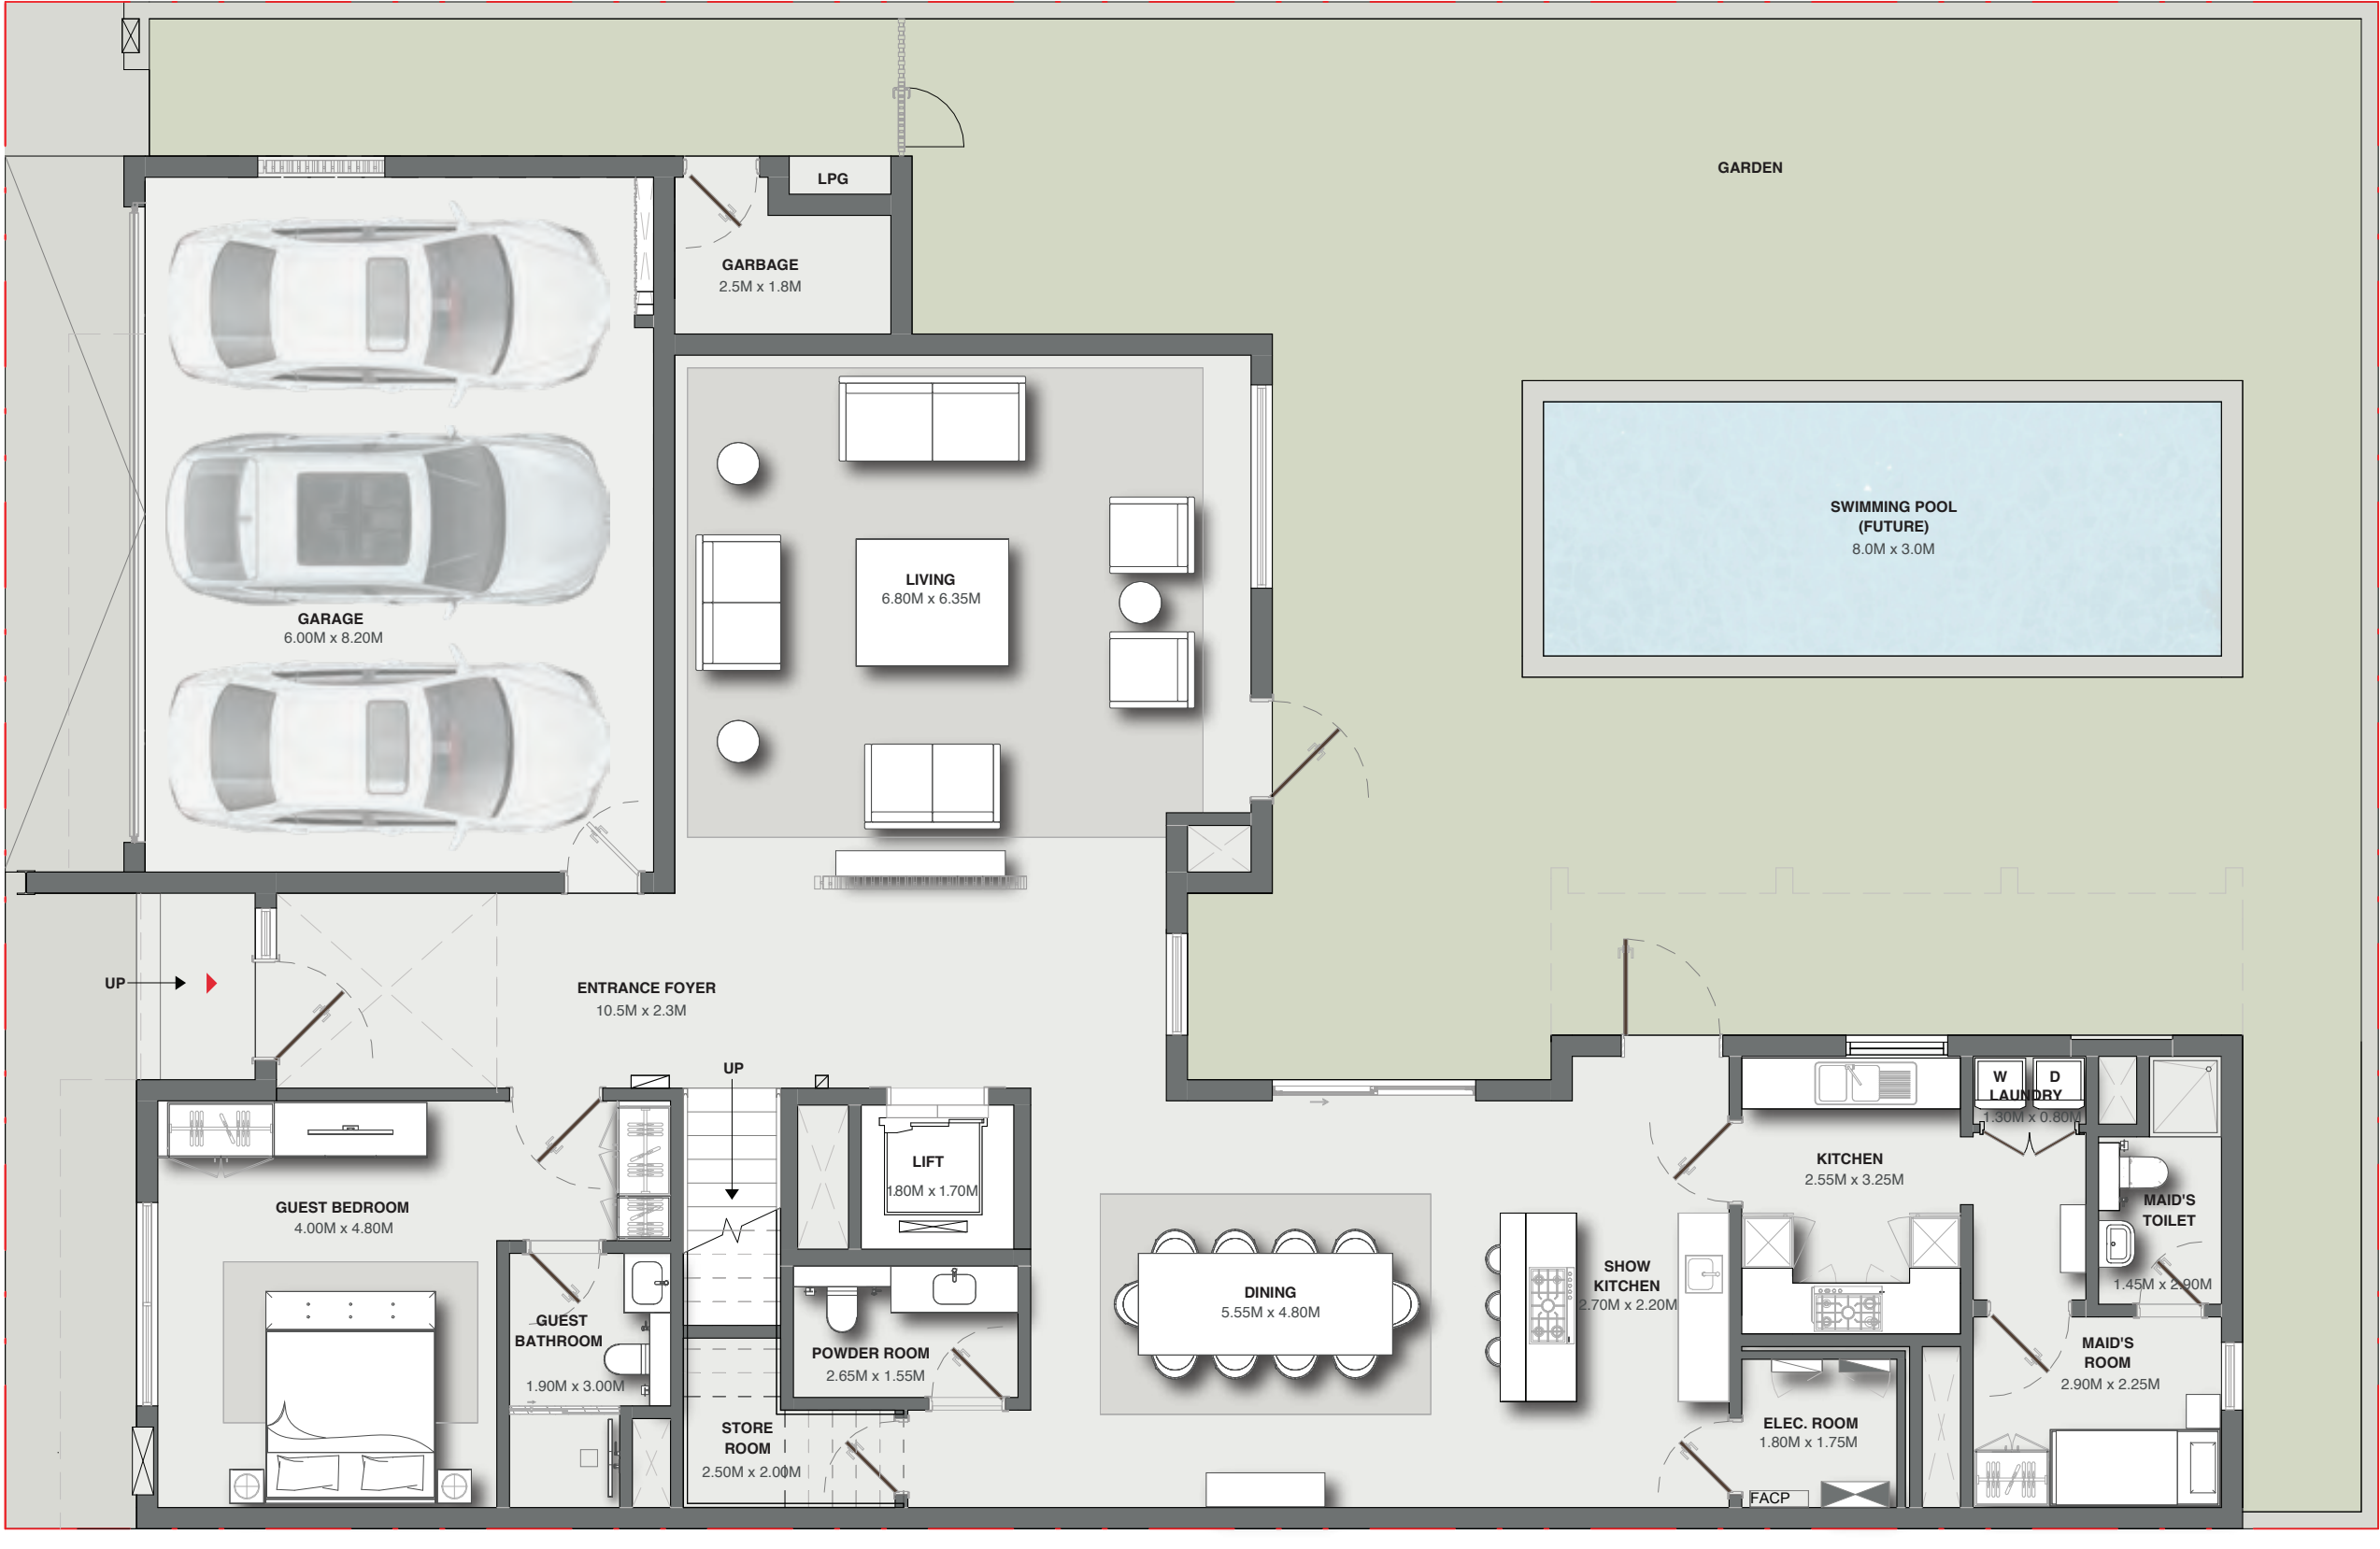 GARDEN
LPG
GARBAGE
2.5M x 1.8M
SWIMMING POOL
(FUTURE)
8.0M x 3.0M
LIVING
6.80M x 6.35M
GARAGE
6.00M x 8.20M
UP
ENTRANCE FOYER
10.5M x 2.3M
UP
W
D
LAUNDRY
1.30M x 0.80M
LIFT
1.80M x 1.70M
KITCHEN
2.55M x 3.25M
GUEST BEDROOM
4.00M x 4.80M
MAID'S
TOILET
1.45M x 2.90M
SHOW
KITCHEN
2.70M x 2.20M
DINING
5.55M x 4.80M
GUEST
BATHROOM
1.90M x 3.00M
POWDER ROOM
2.65M x 1.55M
MAID'S
ROOM
2.90M x 2.25M
STORE
ROOM
2.50M x 2.00M
ELEC. ROOM
1.80M x 1.75M
FACP